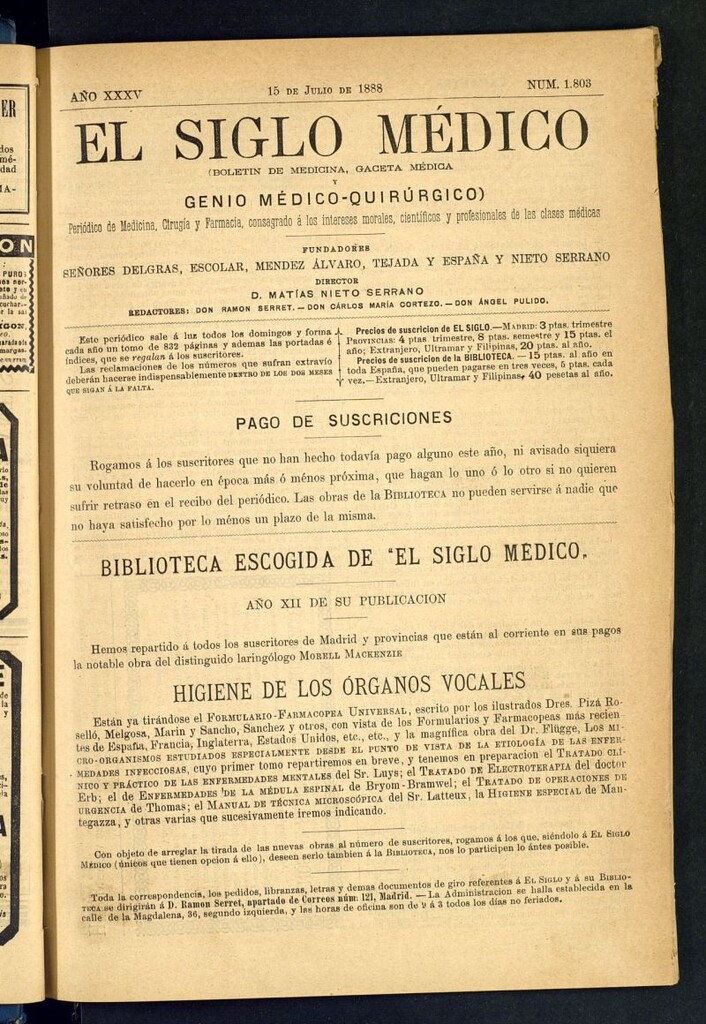 AÑO XXXV
15 DE JULIO DE 1888
NUM. 1.803
EL SIGLO MÉDICO
(BOLETIN DE MEDICINA, GACETA MÉDICA
Y
GENIO MÉDICO-QUIRÚRGICO)
Periódico de Medicina, Cirugía y Farmacia, consagrado á los intereses morales, científicos y profesionales de las clases médicas
FUNDADORES
SEÑORES DELGRAS, ESCOLAR, MENDEZ ÁLVARO, TEJADA Y ESPAÑA Y NIETO SERRANO
DIRECTOR
D. MATÍAS NIETO SERRANO
REDACTORES: DON RAMON SERRET.—DON CÁRLOS MARÍA CORTEZO.—DON ÁNGEL PULIDO.
Este periódico sale á luz todos los domingos y forma
cada año un tomo de 832 páginas y ademas las portadas é
índices, que se regalan á los suscritores.
Las reclamaciones de los números que sufran extravío
deberán hacerse indispensablemente DENTRO DE LOS DOS MESES
QUE SIGAN Á LA FALTA.
Precios de suscricion de EL SIGLO.—MADRID: 3 ptas. trimestre
PROVINCIAS: 4 ptas. trimestre, 8 ptas. semestre y 15 ptas. el
año; Extranjero, Ultramar y Filipinas, 20 ptas. al año.
Precios de suscricion de la BIBLIOTECA. — 15 ptas. al año en
toda España, que pueden pagarse en tres veces, 5 ptas. cada
vez.—Extranjero, Ultramar y Filipinas, 40 pesetas al año.
PAGO DE SUSCRICIONES
Rogamos á los suscritores que no han hecho todavía pago alguno este año, ni avisado siquiera
su voluntad de hacerlo en época más ó ménos próxima, que hagan lo uno ó lo otro si no quieren
sufrir retraso en el recibo del periódico. Las obras de la BIBLIOTECA no pueden servirse á nadie que
no haya satisfecho por lo ménos un plazo de la misma.
BIBLIOTECA ESCOGIDA DE "EL SIGLO MEDICO,
AÑO XII DE SU PUBLICACION
Hemos repartido á todos los suscritores de Madrid y provincias que están al corriente en sus pagos
la notable obra del distinguido laringólogo MORELL MACKENZIE
HIGIENE DE LOS ÓRGANOS VOCALES
Están ya tirándose el FORMULARIO-FARMACOPEA UNIVERSAL, escrito por los ilustrados Dres. Pizá Ro-
selló, Melgosa, Marin y Sancho, Sanchez y otros, con vista de los Formularios y Farmacopeas más recien-
tes de España, Francia, Inglaterra, Estados Unidos, etc., etc., y la magnífica obra del Dr. Flügge, LOS MI-
CRO-ORGANISMOS ESTUDIADOS ESPECIALMENTE DESDE EL PUNTO DE VISTA DE LA ETIOLOGÍA DE LAS ENFER-
MEDADES INFECCIOSAS, cuyo primer tomo repartiremos en breve, y tenemos en preparacion el TRATADO CLÍ-
NICO Y PRÁCTICO DE LAS ENFERMEDADES MENTALES del Sr. Luys; el TRATADO DE ELECTROTERAPIA del doctor
Erb; el de ENFERMEDADES DE LA MÉDULA ESPINAL de Bryom-Bramwel; el TRATADO DE OPERACIONES DE
URGENCIA de Thomas; el MANUAL DE TÉCNICA MICROSCÓPICA del Sr. Latteux, la HIGIENE ESPECIAL de Man-
tegazza, y otras varias que sucesivamente iremos indicando.
Con objeto de arreglar la tirada de las nuevas obras al número de suscritores, rogamos á los que, siéndolo á EL SIGLO
MÉDICO (únicos que tienen opcion á ello), deseen serlo tambien á la BIBLIOTECA, nos lo participen lo ántes posible.
Toda la correspondencia, los pedidos, libranzas, letras y demas documentos de giro referentes á EL SIGLO y á su BIBLIO-
TECA se dirigirán á D. Ramon Serret, apartado de Correos núm. 121, Madrid. — La Administracion se halla establecida en la
calle de la Magdalena, 36, segundo izquierda, y las horas de oficina son de 9 á 3 todos los días no feriados.